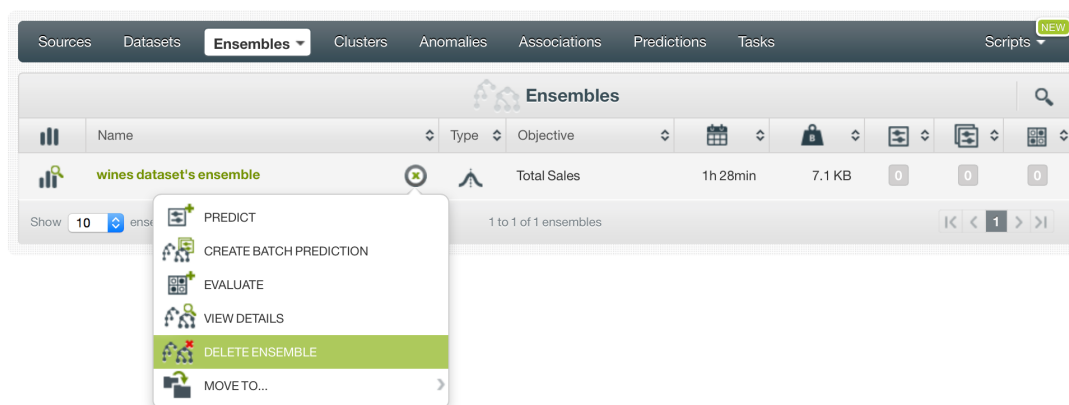 NEW
Sources Datasets Ensembles Clusters Anomalies Associations Predictions Tasks Scripts
Ensembles
Name Type Objective B
wines dataset's ensemble Total Sales 1h 28min 7.1 KB 0 0 0
Show 10 ense 1 to 1 of 1 ensembles 1
PREDICT
CREATE BATCH PREDICTION
EVALUATE
VIEW DETAILS
DELETE ENSEMBLE
MOVE TO...